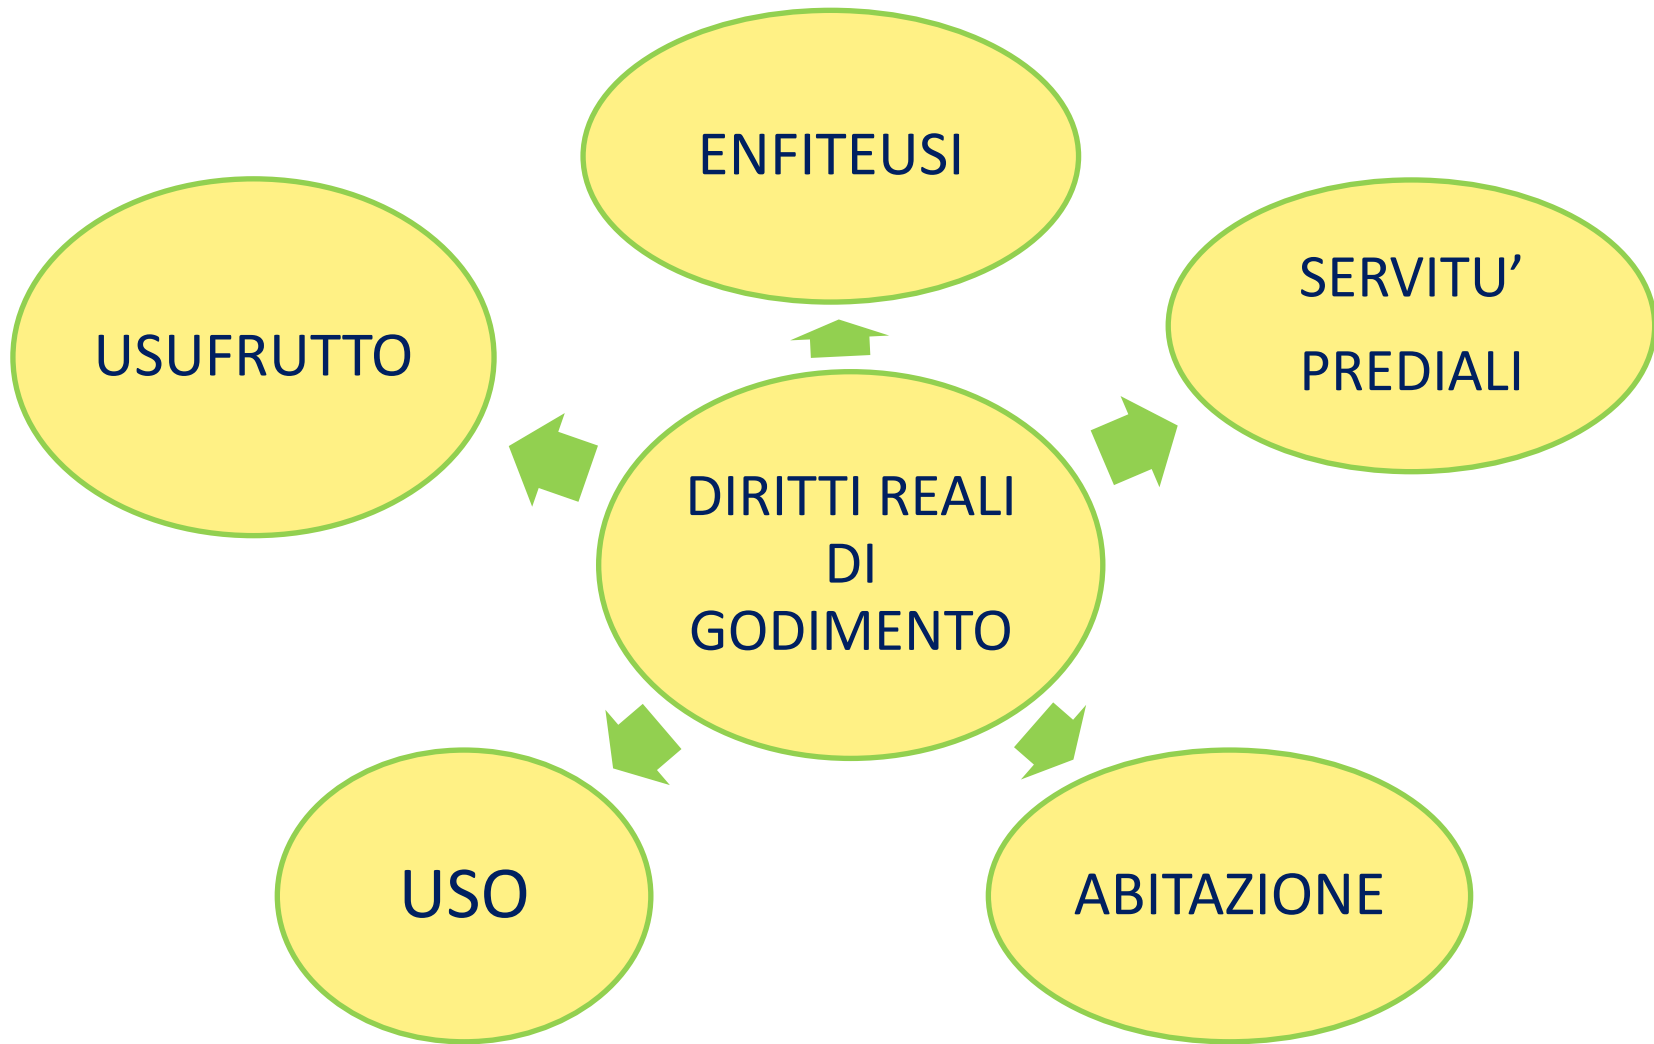 ENFITEUSI
USUFRUTTO
SERVITU’
PREDIALI
DIRITTI REALI
DI
GODIMENTO
USO
ABITAZIONE